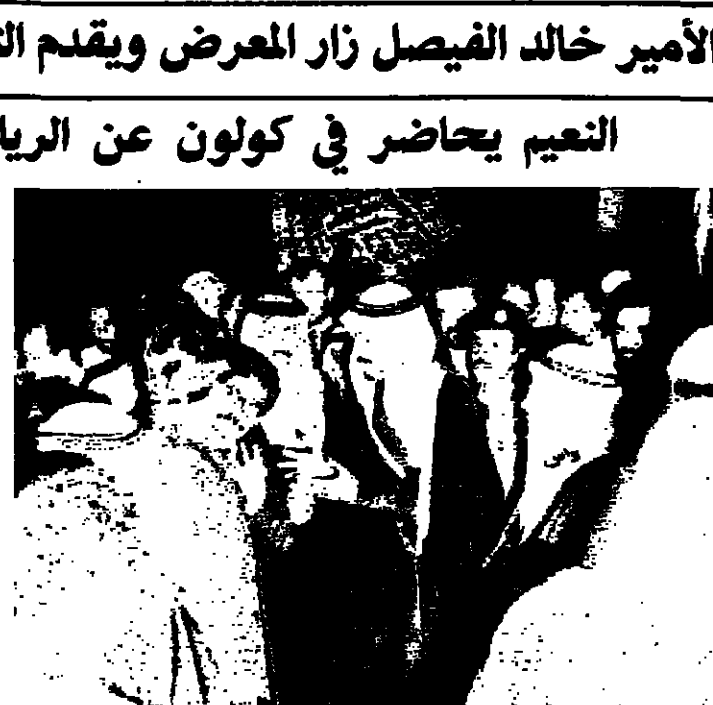 الأمير خالد الفيصل زار المعرض ويقدم
النعيم يحاضر في كولون عن